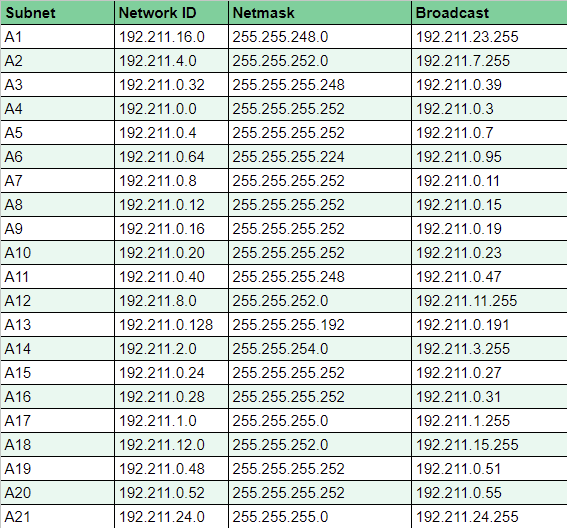 Subnet Network ID Netmask Broadcast
A1 192.211.16.0 255.255.248.0 192.211.23.255
A2 192.211.4.0 255.255.252.0 192.211.7.255
A3 192.211.0.32 255.255.255.248 192.211.0.39
A4 192.211.0.0 255.255.255.252 192.211.0.3
A5 192.211.0.4 255.255.255.252 192.211.0.7
A6 192.211.0.64 255.255.255.224 192.211.0.95
A7 192.211.0.8 255.255.255.252 192.211.0.11
A8 192.211.0.12 255.255.255.252 192.211.0.15
A9 192.211.0.16 255.255.255.252 192.211.0.19
A10 192.211.0.20 255.255.255.252 192.211.0.23
A11 192.211.0.40 255.255.255.248 192.211.0.47
A12 192.211.8.0 255.255.252.0 192.211.11.255
A13 192.211.0.128 255.255.255.192 192.211.0.191
A14 192.211.2.0 255.255.254.0 192.211.3.255
A15 192.211.0.24 255.255.255.252 192.211.0.27
A16 192.211.0.28 255.255.255.252 192.211.0.31
A17 192.211.1.0 255.255.255.0 192.211.1.255
A18 192.211.12.0 255.255.252.0 192.211.15.255
A19 192.211.0.48 255.255.255.252 192.211.0.51
A20 192.211.0.52 255.255.255.252 192.211.0.55
A21 192.211.24.0 255.255.255.0 192.211.24.255